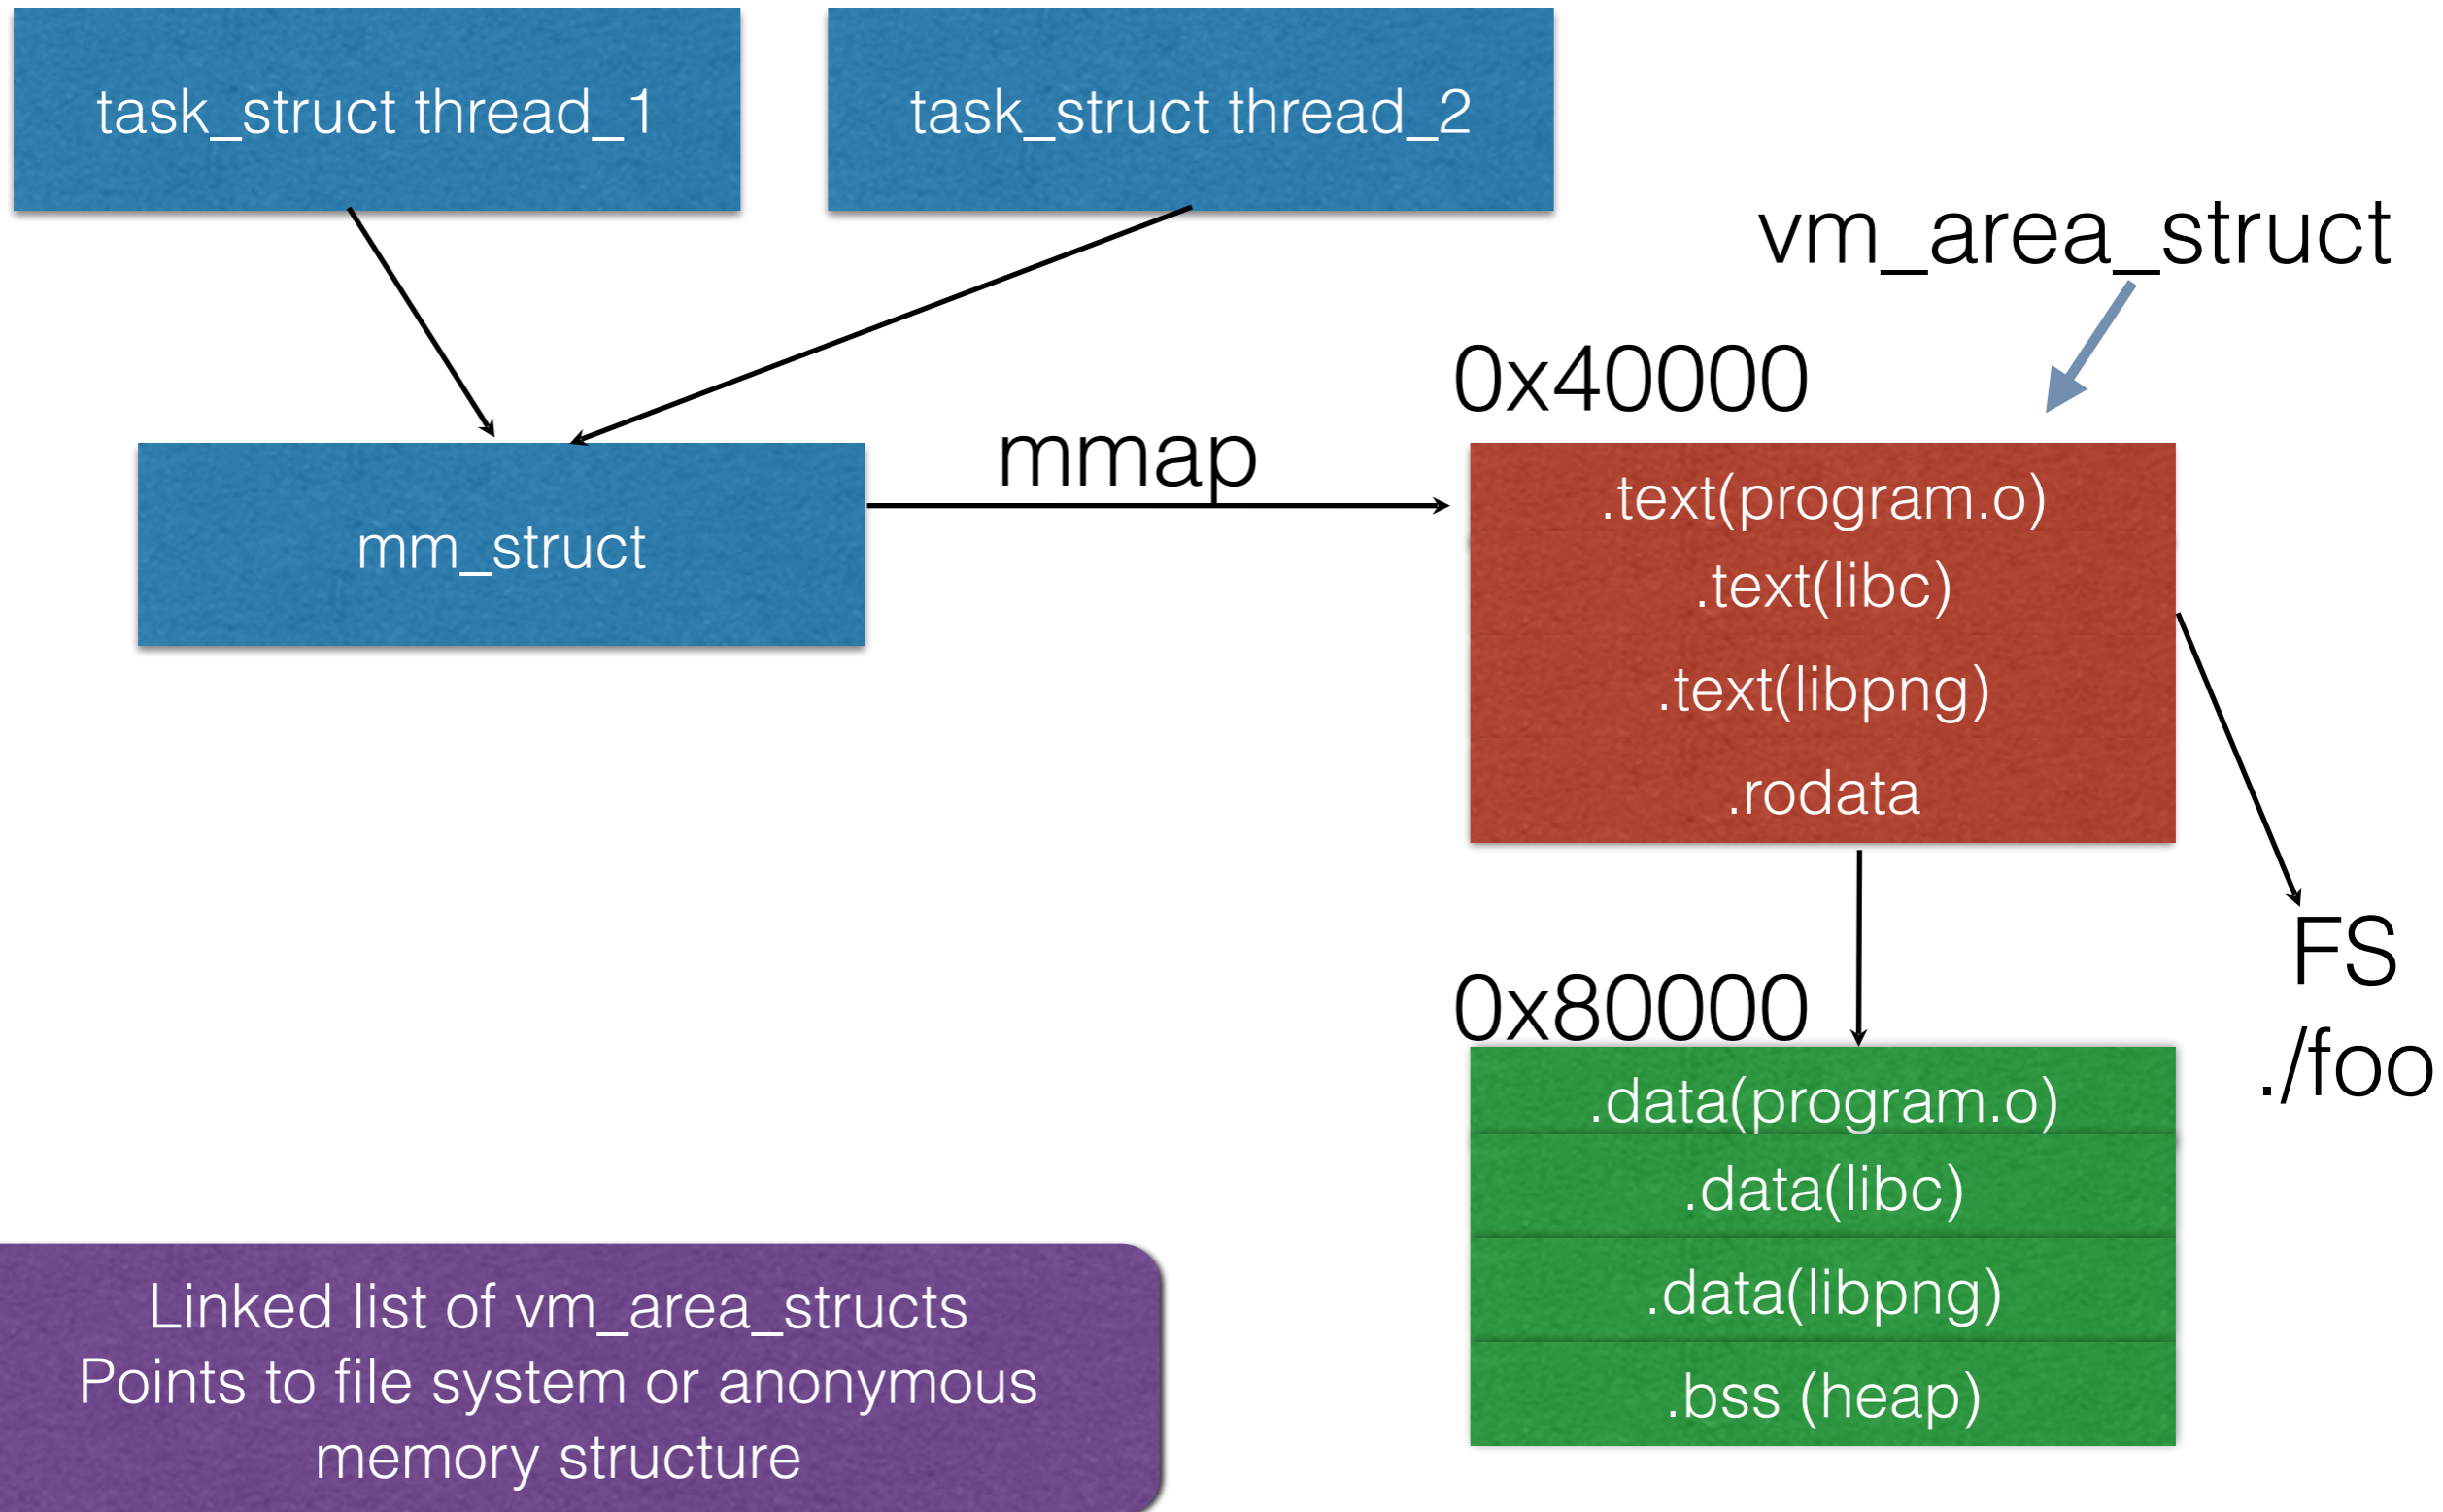 task_struct thread_1
task_struct thread_2
vm_area_struct
0x40000
mmap
mm_struct
.text(program.o)
.text(libc)
.text(libpng)
.rodata
FS
./foo
0x80000
.data(program.o)
.data(libc)
.data(libpng)
.bss (heap)
Linked list of vm_area_structs
Points to file system or anonymous
memory structure